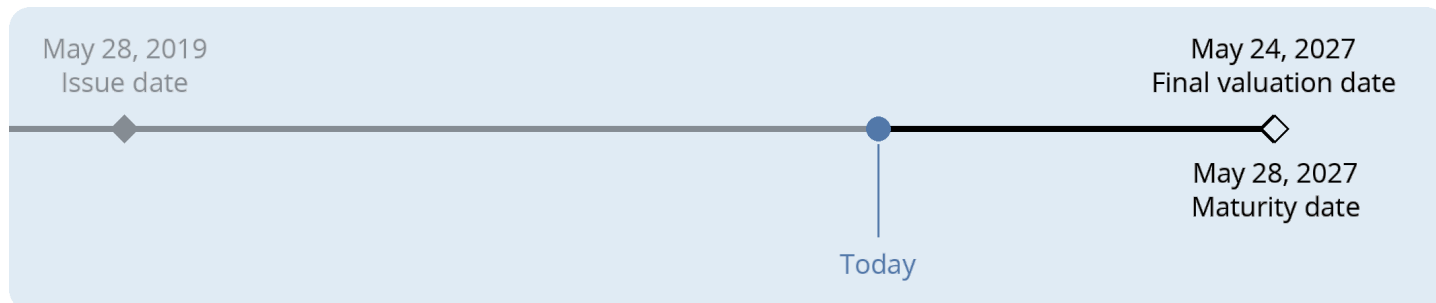 May 28, 2019
Issue date
May 24, 2027
Final valuation date
May 28, 2027
Maturity date
Today